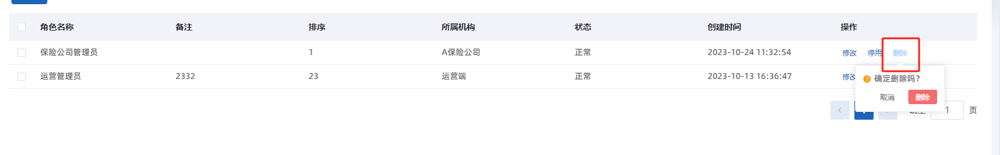 角色名称 备注 排序 所属机构 状态 创建时间 操作
保险公司管理员 1 A保险公司 正常 2023-10-24 11:32:54 修改 停用 删除
运营管理员 2332 23 运营端 正常 2023-10-13 16:36:47 修改
确定删除吗?
取消 删除
1 页